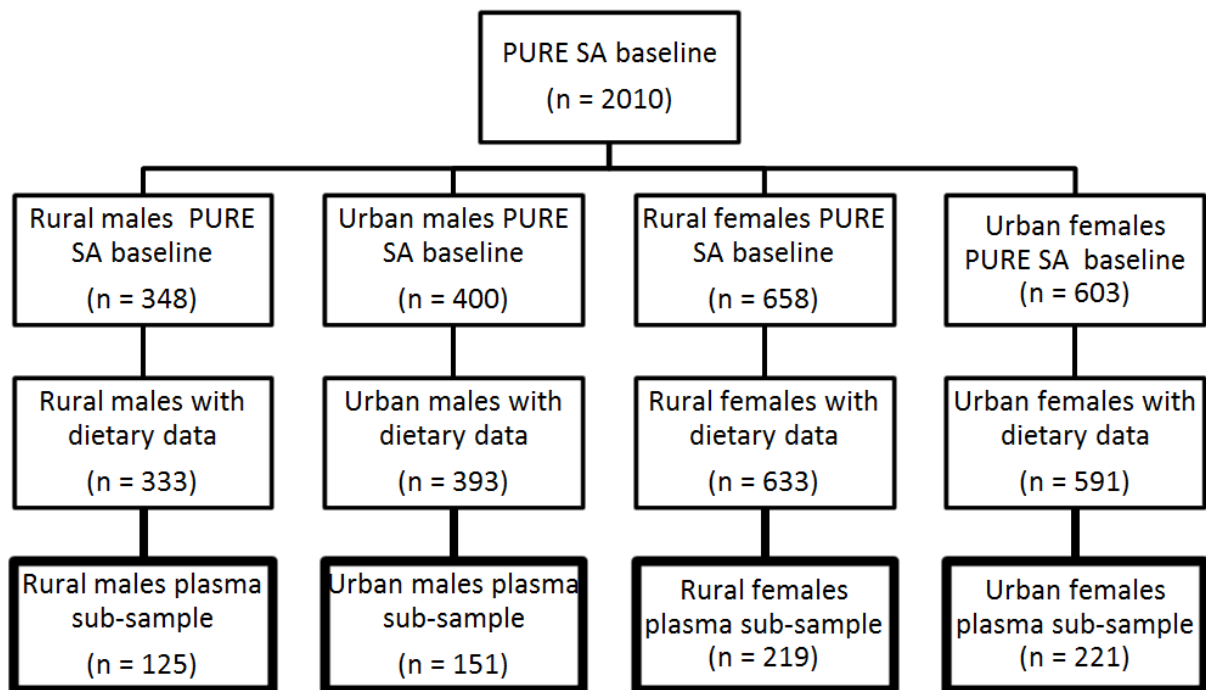 PURE SA baseline
(n = 2010)
Rural males PURE
SA baseline
(n = 348)
Urban males PURE
SA baseline
(n = 400)
Rural females PURE
SA baseline
(n = 658)
Urban females
PURE SA baseline
(n = 603)
Rural males with
dietary data
(n = 333)
Urban males with
dietary data
(n = 393)
Rural females with
dietary data
(n = 633)
Urban females with
dietary data
(n = 591)
Rural males plasma
sub-sample
(n = 125)
Urban males plasma
sub-sample
(n = 151)
Rural females
plasma sub-sample
(n = 219)
Urban females
plasma sub-sample
(n = 221)